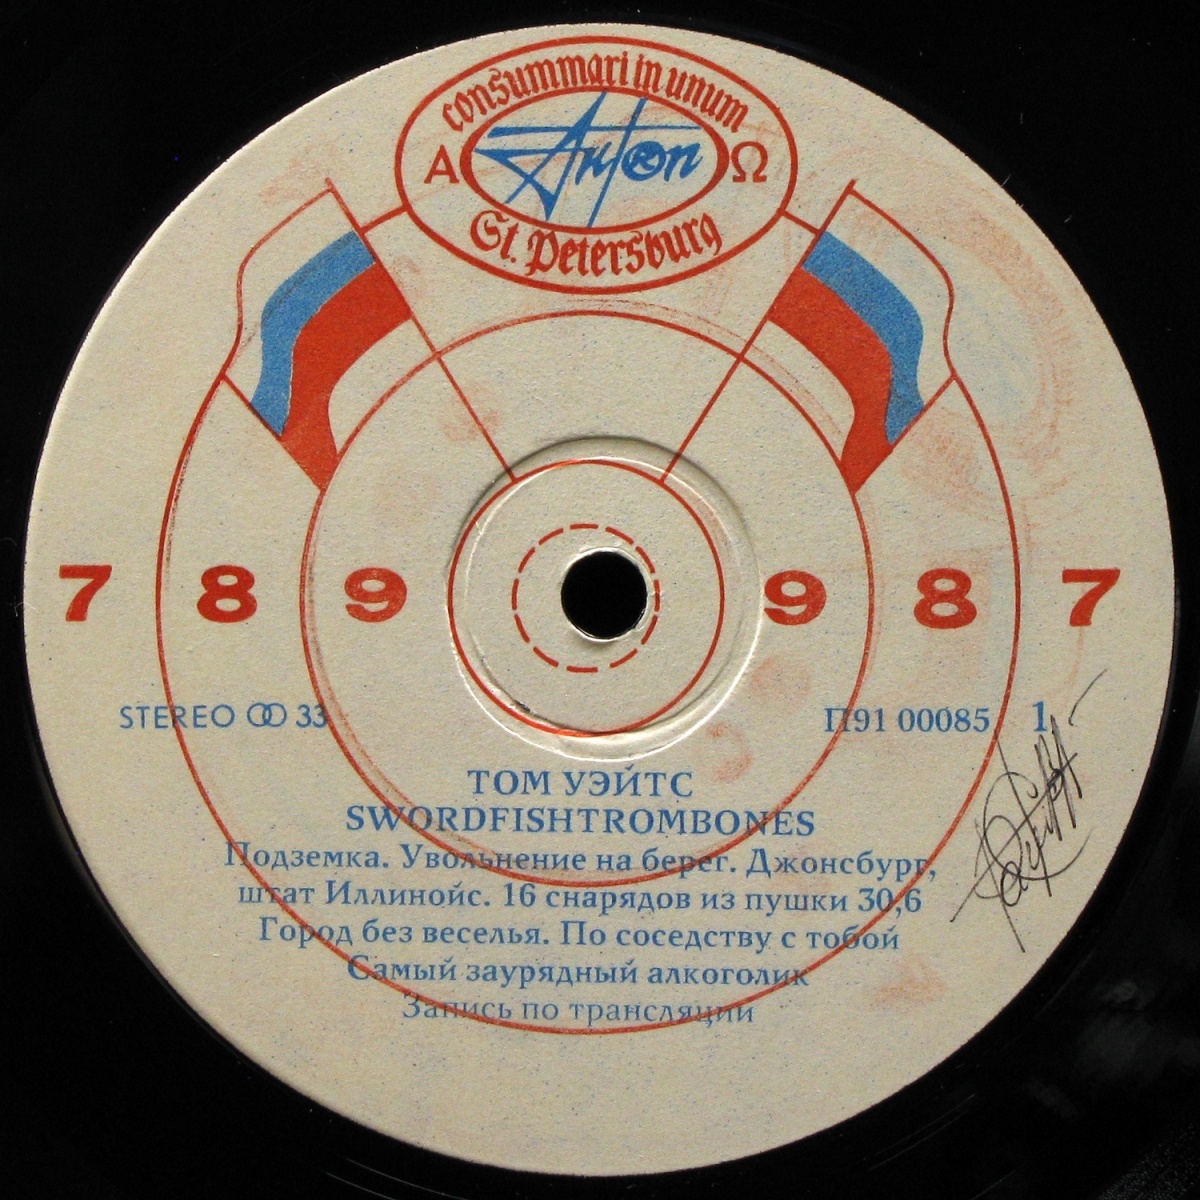 consummari in unum
Α Anton Ω
St. Petersburg
7 8 9 9 8 7
STEREO 33 П91 00085 1
ТОМ УЭЙТС
SWORDFISHTROMBONES
Подземка. Увольнение на берег. Джонсбург,
штат Иллинойс. 16 снарядов из пушки 30,6
Город без веселья. По соседству с тобой
Самый заурядный алкоголик
Запись по трансляции